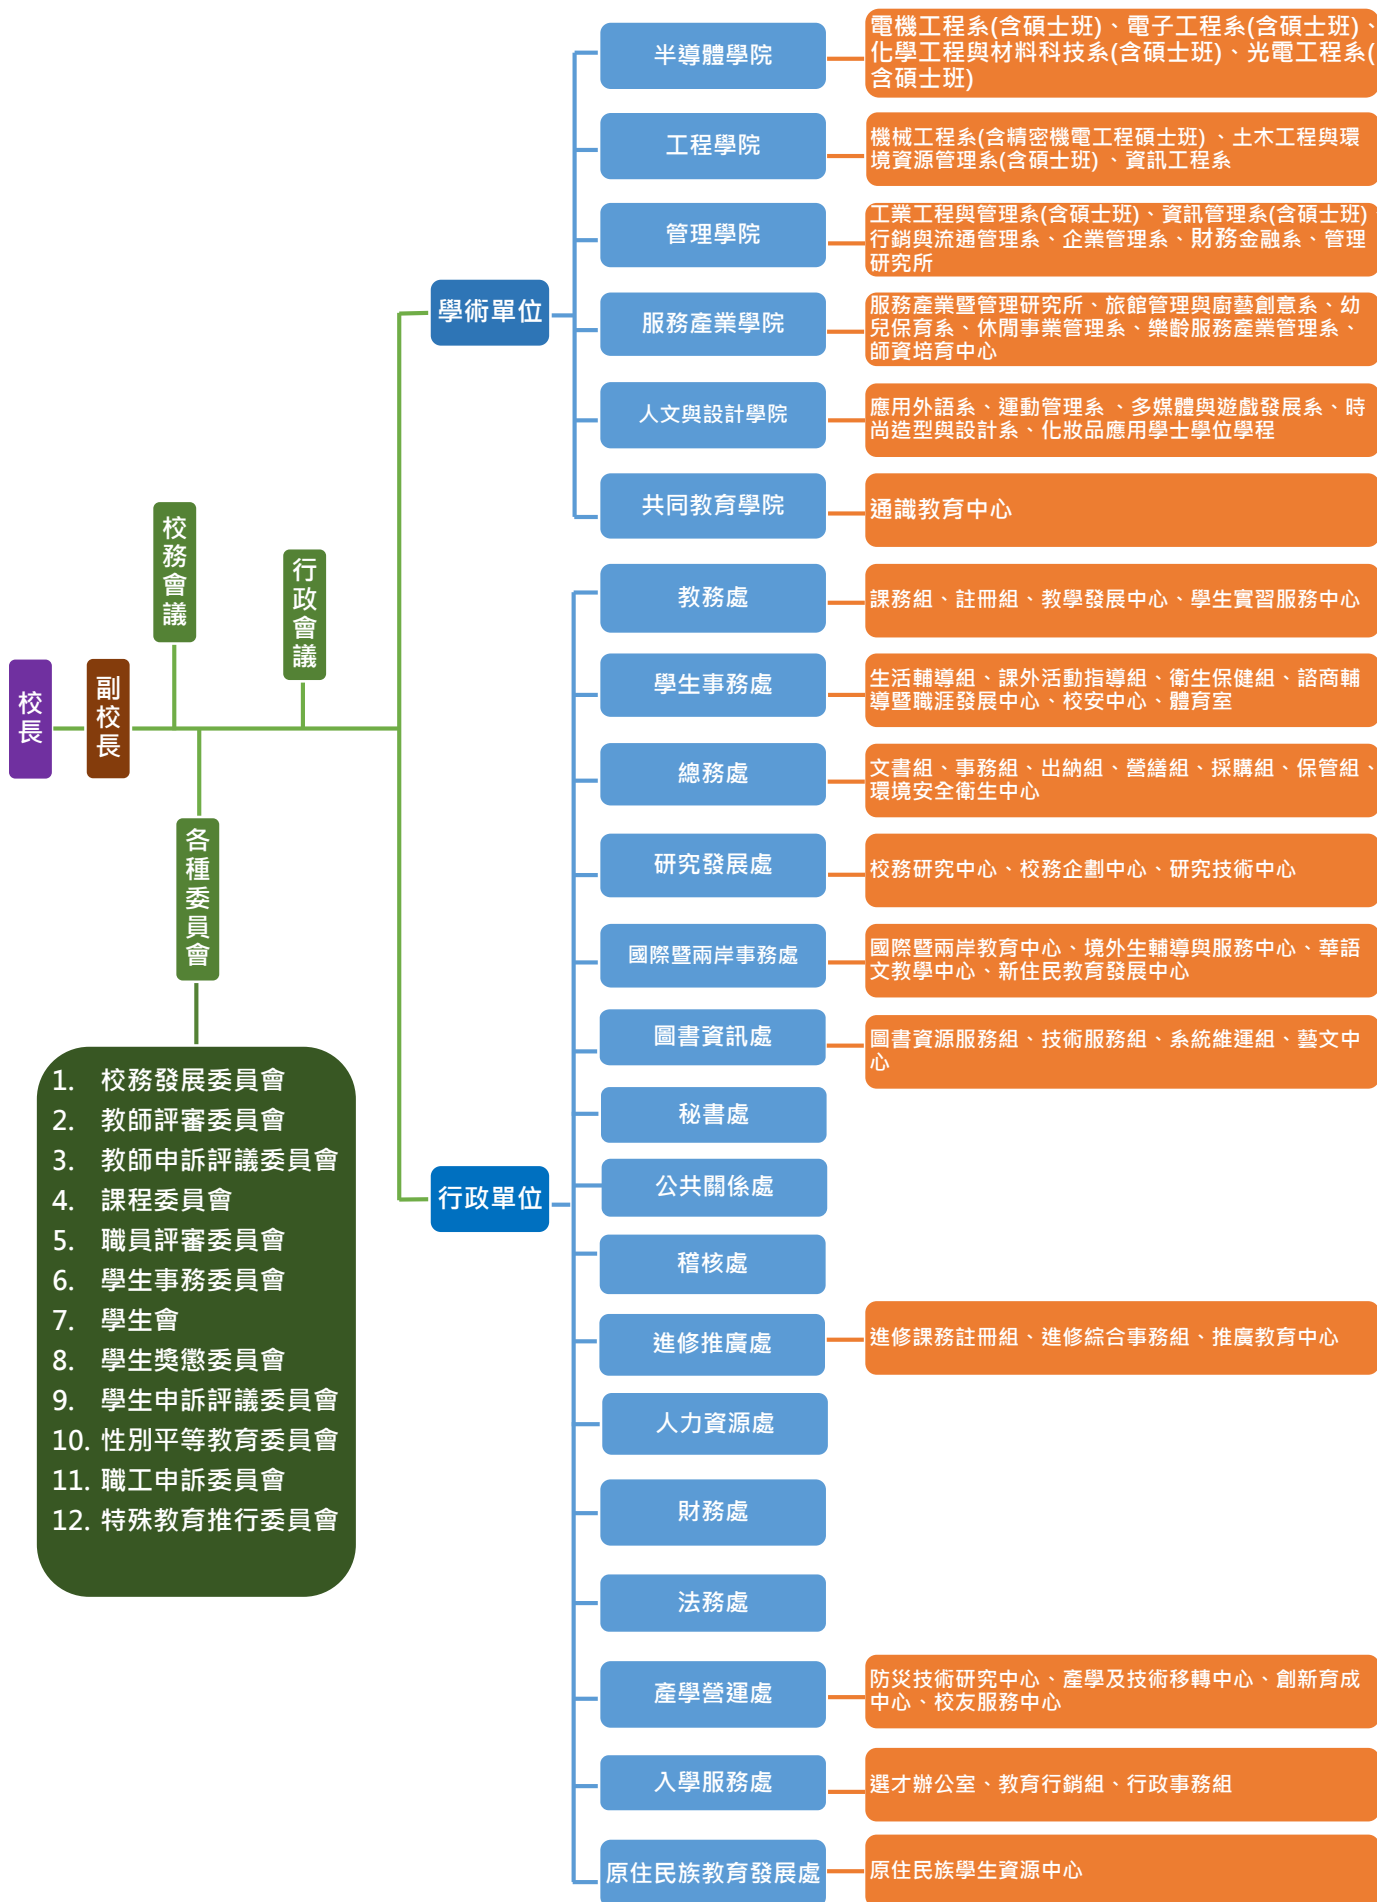 校長
副校長
校務會議
行政會議
各種委員會
1. 校務發展委員會
2. 教師評審委員會
3. 教師申訴評議委員會
4. 課程委員會
5. 職員評審委員會
6. 學生事務委員會
7. 學生會
8. 學生獎懲委員會
9. 學生申訴評議委員會
10. 性別平等教育委員會
11. 職工申訴委員會
12. 特殊教育推行委員會
學術單位
半導體學院
電機工程系(含碩士班)、電子工程系(含碩士班)、
化學工程與材料科技系(含碩士班)、光電工程系(
含碩士班)
工程學院
機械工程系(含精密機電工程碩士班)、土木工程與環
境資源管理系(含碩士班)、資訊工程系
管理學院
工業工程與管理系(含碩士班)、資訊管理系(含碩士班)
行銷與流通管理系、企業管理系、財務金融系、管理
研究所
服務產業學院
服務產業暨管理研究所、旅館管理與廚藝創意系、幼
兒保育系、休閒事業管理系、樂齡服務產業管理系、
師資培育中心
人文與設計學院
應用外語系、運動管理系、多媒體與遊戲發展系、時
尚造型與設計系、化妝品應用學士學位學程
共同教育學院
通識教育中心
行政單位
教務處
課務組、註冊組、教學發展中心、學生實習服務中心
學生事務處
生活輔導組、課外活動指導組、衛生保健組、諮商輔
導暨職涯發展中心、校安中心、體育室
總務處
文書組、事務組、出納組、營繕組、採購組、保管組、
環境安全衛生中心
研究發展處
校務研究中心、校務企劃中心、研究技術中心
國際暨兩岸事務處
國際暨兩岸教育中心、境外生輔導與服務中心、華語
文教學中心、新住民教育發展中心
圖書資訊處
圖書資源服務組、技術服務組、系統維運組、藝文中
心
秘書處
公共關係處
稽核處
進修推廣處
進修課務註冊組、進修綜合事務組、推廣教育中心
人力資源處
財務處
法務處
產學營運處
防災技術研究中心、產學及技術移轉中心、創新育成
中心、校友服務中心
入學服務處
選才辦公室、教育行銷組、行政事務組
原住民族教育發展處
原住民族學生資源中心